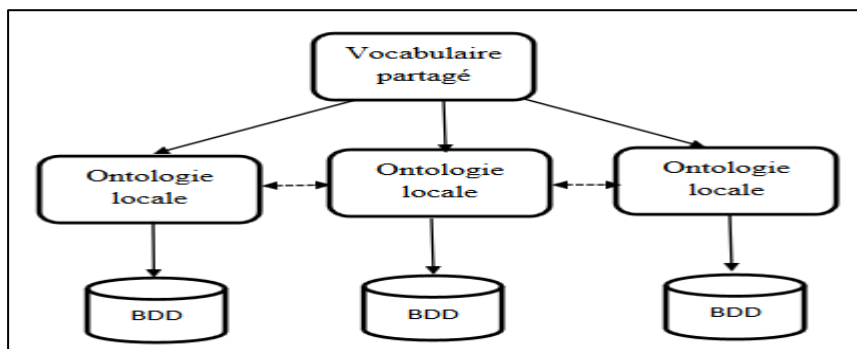 Vocabulaire
partagé
Ontologie
locale
Ontologie
locale
Ontologie
locale
BDD
BDD
BDD